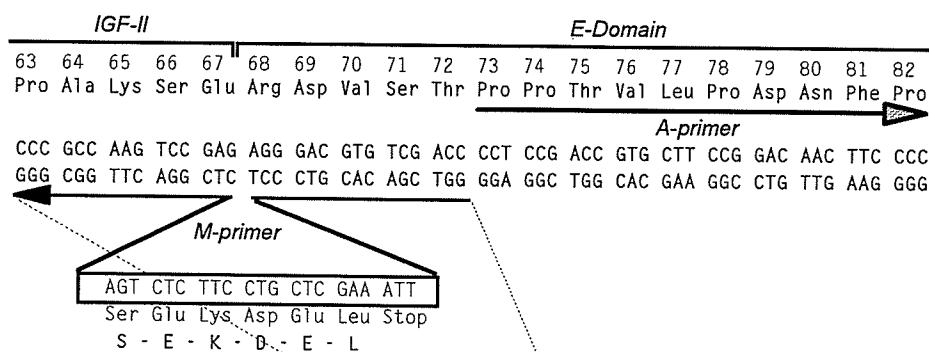 IGF-II E-Domain
63 64 65 66 67 68 69 70 71 72 73 74 75 76 77 78 79 80 81 82
Pro Ala Lys Ser Glu Arg Asp Val Ser Thr Pro Pro Thr Val Leu Pro Asp Asn Phe Pro
A-primer
CCC GCC AAG TCC GAG AGG GAC GTG TCG ACC CCT CCG ACC GTG CTT CCG GAC AAC TTC CCC
GGG CGG TTC AGG CTC TCC CTG CAC AGC TGG GGA GGC TGG CAC GAA GGC CTG TTG AAG GGG
M-primer
AGT CTC TTC CTG CTC GAA ATT
Ser Glu Lys Asp Glu Leu Stop
S - E - K - D - E - L